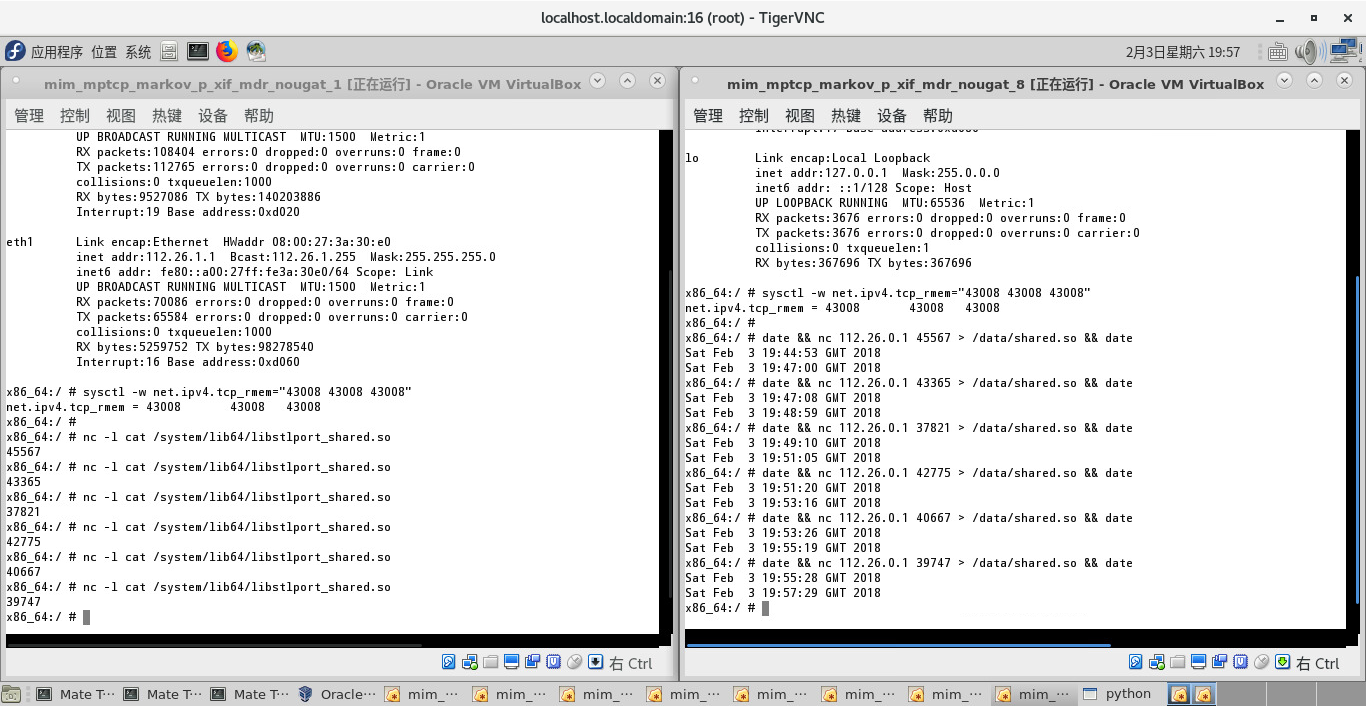 localhost.localdomain:16 (root) - TigerVNC
应用程序 位置 系统
2月3日星期六 19:57
mim_mptcp_markov_p_xif_mdr_nougat_1 [正在运行] - Oracle VM VirtualBox
管理 控制 视图 热键 设备 帮助
UP BROADCAST RUNNING MULTICAST  MTU:1500  Metric:1
RX packets:108404 errors:0 dropped:0 overruns:0 frame:0
TX packets:112765 errors:0 dropped:0 overruns:0 carrier:0
collisions:0 txqueuelen:1000
RX bytes:9527086 TX bytes:140203886
Interrupt:19 Base address:0xd020
eth1      Link encap:Ethernet  HWaddr 08:00:27:3a:30:e0
inet addr:112.26.1.1  Bcast:112.26.1.255  Mask:255.255.255.0
inet6 addr: fe80::a00:27ff:fe3a:30e0/64 Scope: Link
UP BROADCAST RUNNING MULTICAST  MTU:1500  Metric:1
RX packets:70086 errors:0 dropped:0 overruns:0 frame:0
TX packets:65584 errors:0 dropped:0 overruns:0 carrier:0
collisions:0 txqueuelen:1000
RX bytes:5259752 TX bytes:98278540
Interrupt:16 Base address:0xd060
x86_64:/ # sysctl -w net.ipv4.tcp_rmem="43008 43008 43008"
net.ipv4.tcp_rmem = 43008       43008   43008
x86_64:/ #
x86_64:/ # nc -l cat /system/lib64/libstlport_shared.so
45567
x86_64:/ # nc -l cat /system/lib64/libstlport_shared.so
43365
x86_64:/ # nc -l cat /system/lib64/libstlport_shared.so
37821
x86_64:/ # nc -l cat /system/lib64/libstlport_shared.so
42775
x86_64:/ # nc -l cat /system/lib64/libstlport_shared.so
40667
x86_64:/ # nc -l cat /system/lib64/libstlport_shared.so
39747
x86_64:/ #
右 Ctrl
mim_mptcp_markov_p_xif_mdr_nougat_8 [正在运行] - Oracle VM VirtualBox
管理 控制 视图 热键 设备 帮助
lo        Link encap:Local Loopback
inet addr:127.0.0.1  Mask:255.0.0.0
inet6 addr: ::1/128 Scope: Host
UP LOOPBACK RUNNING  MTU:65536  Metric:1
RX packets:3676 errors:0 dropped:0 overruns:0 frame:0
TX packets:3676 errors:0 dropped:0 overruns:0 carrier:0
collisions:0 txqueuelen:1
RX bytes:367696 TX bytes:367696
x86_64:/ # sysctl -w net.ipv4.tcp_rmem="43008 43008 43008"
net.ipv4.tcp_rmem = 43008       43008   43008
x86_64:/ #
x86_64:/ # date && nc 112.26.0.1 45567 > /data/shared.so && date
Sat Feb  3 19:44:53 GMT 2018
Sat Feb  3 19:47:00 GMT 2018
x86_64:/ # date && nc 112.26.0.1 43365 > /data/shared.so && date
Sat Feb  3 19:47:08 GMT 2018
Sat Feb  3 19:48:59 GMT 2018
x86_64:/ # date && nc 112.26.0.1 37821 > /data/shared.so && date
Sat Feb  3 19:49:10 GMT 2018
Sat Feb  3 19:51:05 GMT 2018
x86_64:/ # date && nc 112.26.0.1 42775 > /data/shared.so && date
Sat Feb  3 19:51:20 GMT 2018
Sat Feb  3 19:53:16 GMT 2018
x86_64:/ # date && nc 112.26.0.1 40667 > /data/shared.so && date
Sat Feb  3 19:53:26 GMT 2018
Sat Feb  3 19:55:19 GMT 2018
x86_64:/ # date && nc 112.26.0.1 39747 > /data/shared.so && date
Sat Feb  3 19:55:28 GMT 2018
Sat Feb  3 19:57:29 GMT 2018
x86_64:/ #
右 Ctrl
Mate T··· Mate T··· Mate T··· Oracle··· mim_··· mim_··· mim_··· mim_··· mim_··· mim_··· mim_··· mim_··· python